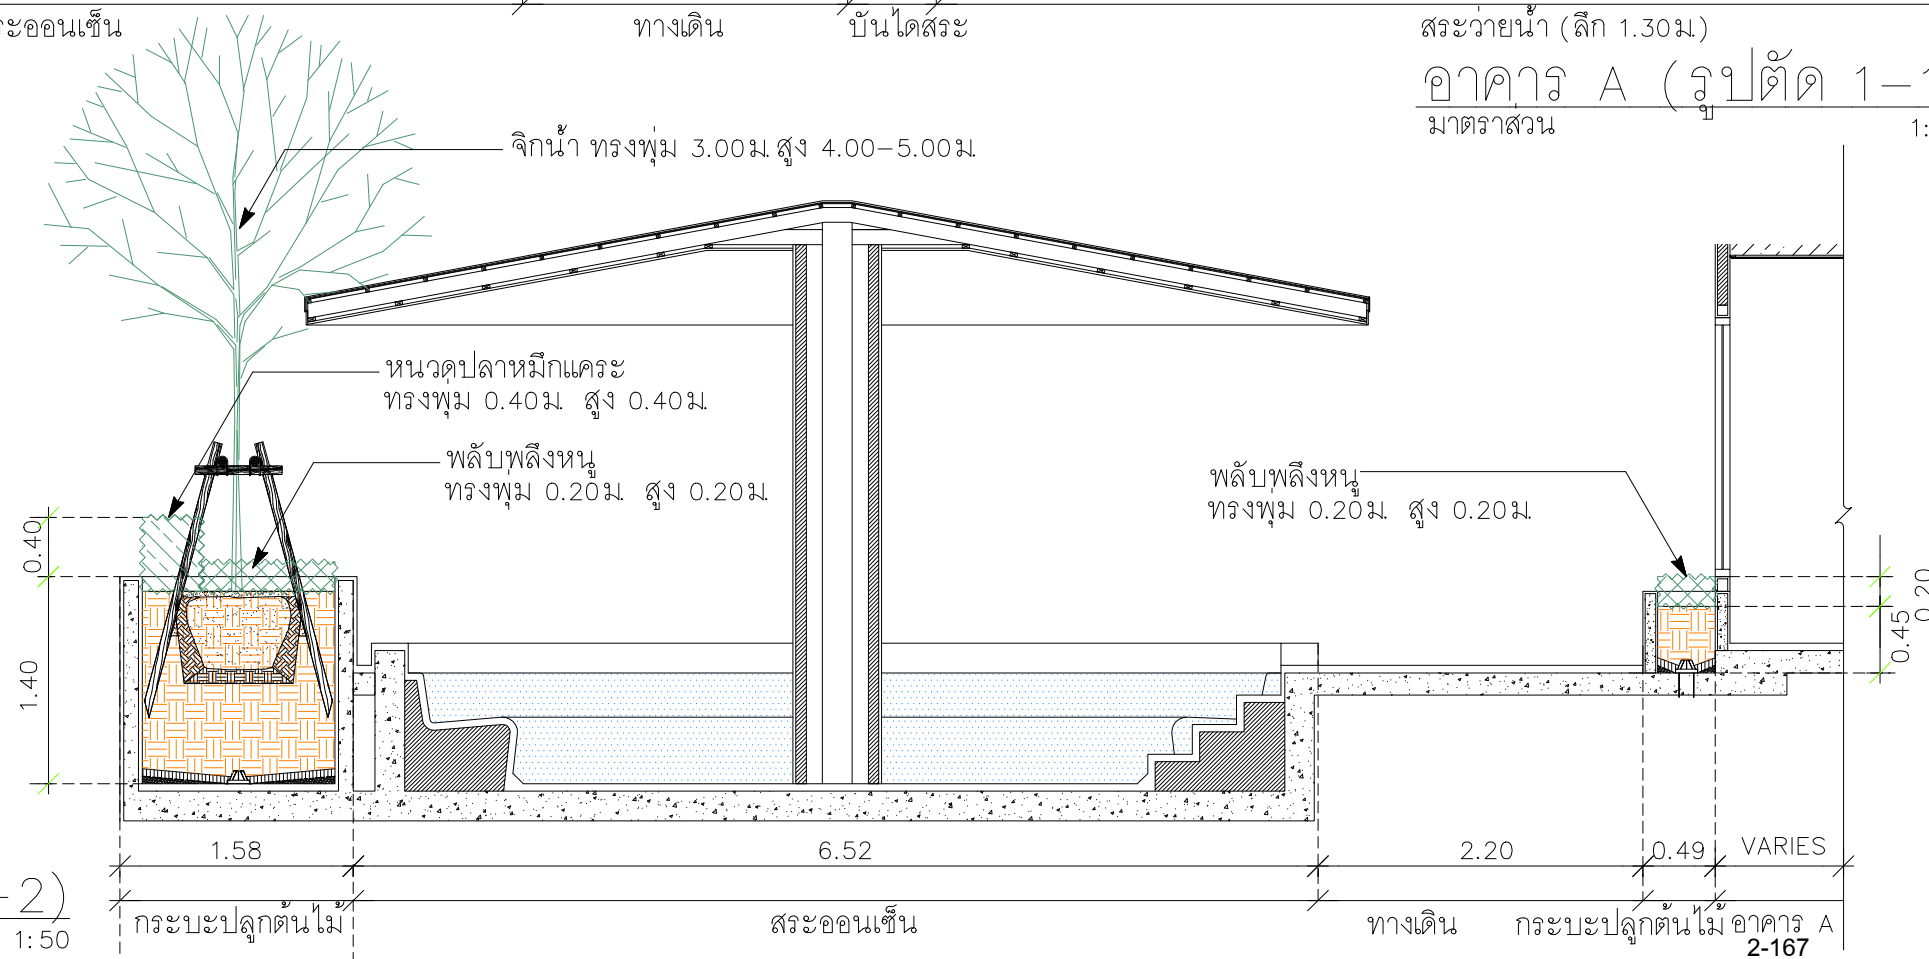 ระออนเซ็น ทางเดิน บันไดสระ สระว่ายน้ำ (ลึก 1.30ม.)
อาคาร A (รูปตัด 1-1
มาตราส่วน 1:
จิกน้ำ ทรงพุ่ม 3.00ม. สูง 4.00-5.00ม.
หนวดปลาหมึกแคระ
ทรงพุ่ม 0.40ม. สูง 0.40ม.
พลับพลึงหนู
ทรงพุ่ม 0.20ม. สูง 0.20ม.
พลับพลึงหนู
ทรงพุ่ม 0.20ม. สูง 0.20ม.
0.40
1.40
0.20
0.45
1.58 6.52 2.20 0.49 VARIES
-2)
1:50
กระบะปลูกต้นไม้ สระออนเซ็น ทางเดิน กระบะปลูกต้นไม้ อาคาร A
2-167